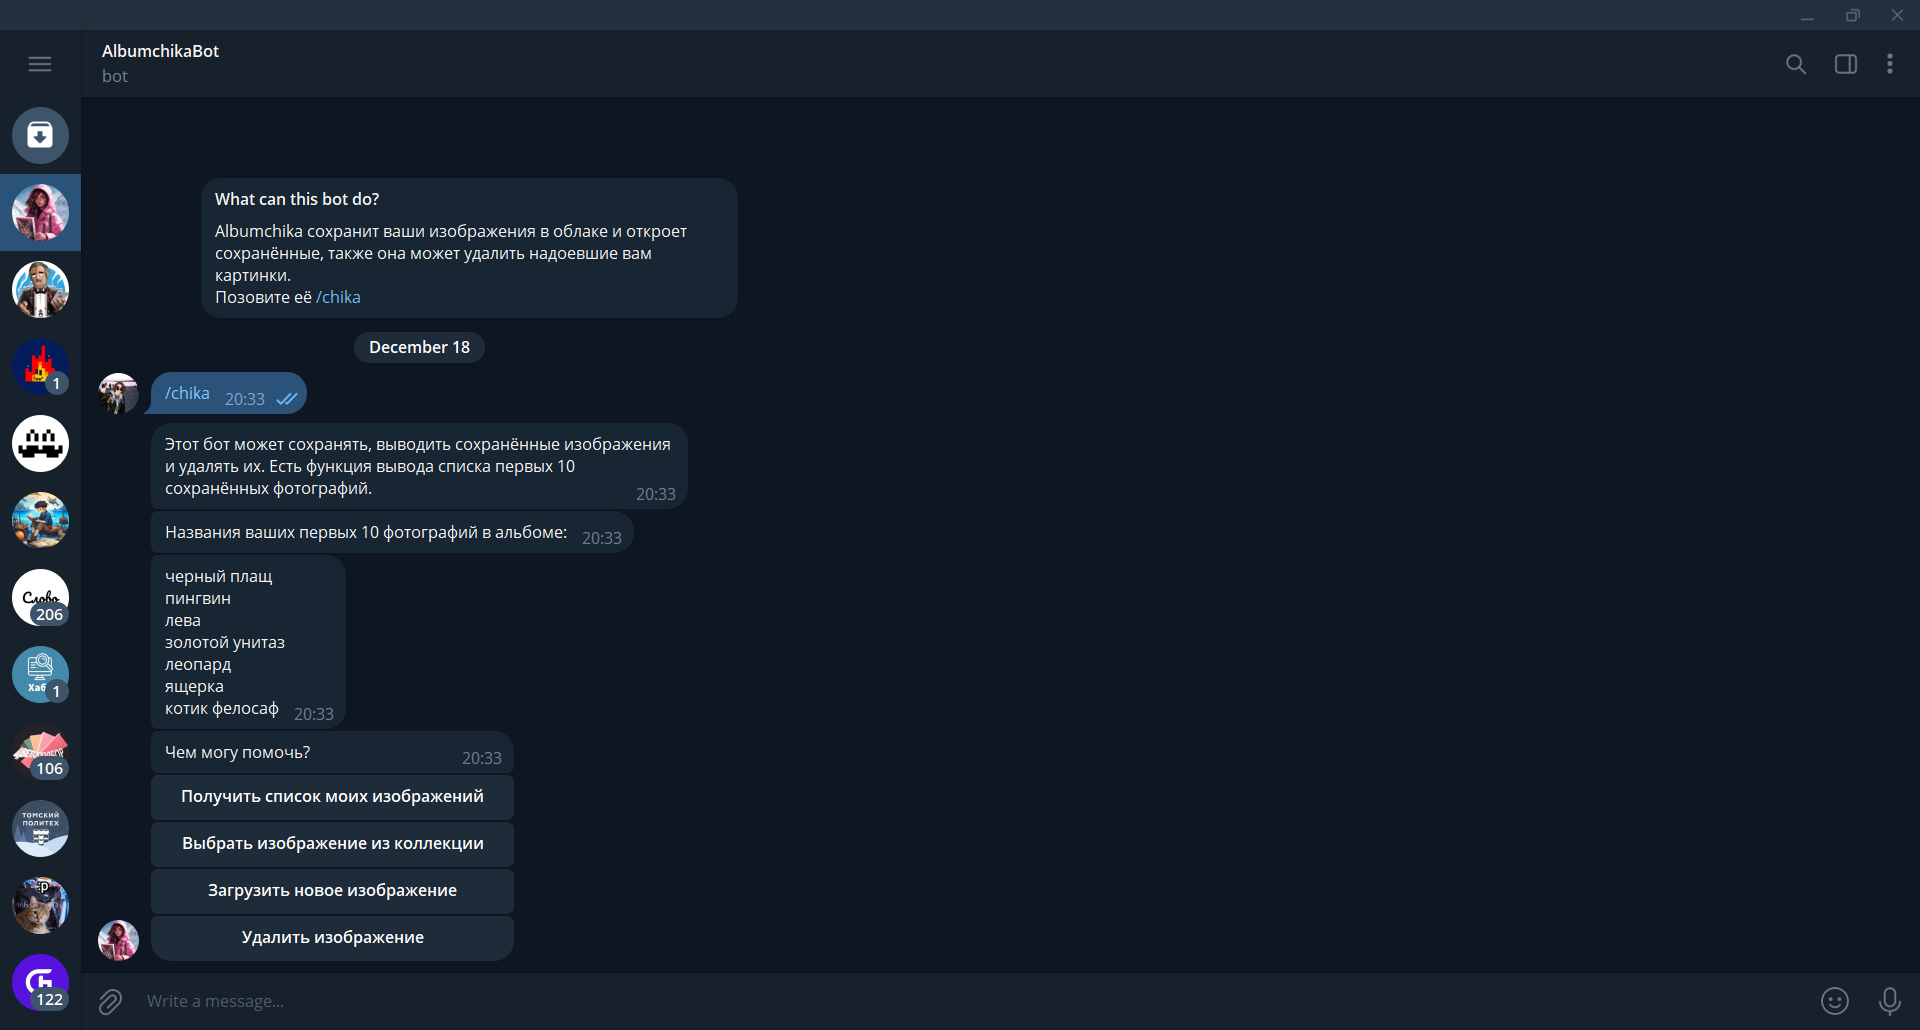 AlbumchikaBot
bot
What can this bot do?
Albumchika сохранит ваши изображения в облаке и откроет
сохранённые, также она может удалить надоевшие вам
картинки.
Позовите её /chika
December 18
/chika 20:33
Этот бот может сохранять, выводить сохранённые изображения
и удалять их. Есть функция вывода списка первых 10
сохранённых фотографий. 20:33
Названия ваших первых 10 фотографий в альбоме: 20:33
черный плащ
пингвин
лева
золотой унитаз
леопард
ящерка
котик фелосаф 20:33
Чем могу помочь? 20:33
Получить список моих изображений
Выбрать изображение из коллекции
Загрузить новое изображение
Удалить изображение
Write a message...
1
Слово
206
1
106
ТОМСКИЙ
ПОЛИТЕХ
:p
122